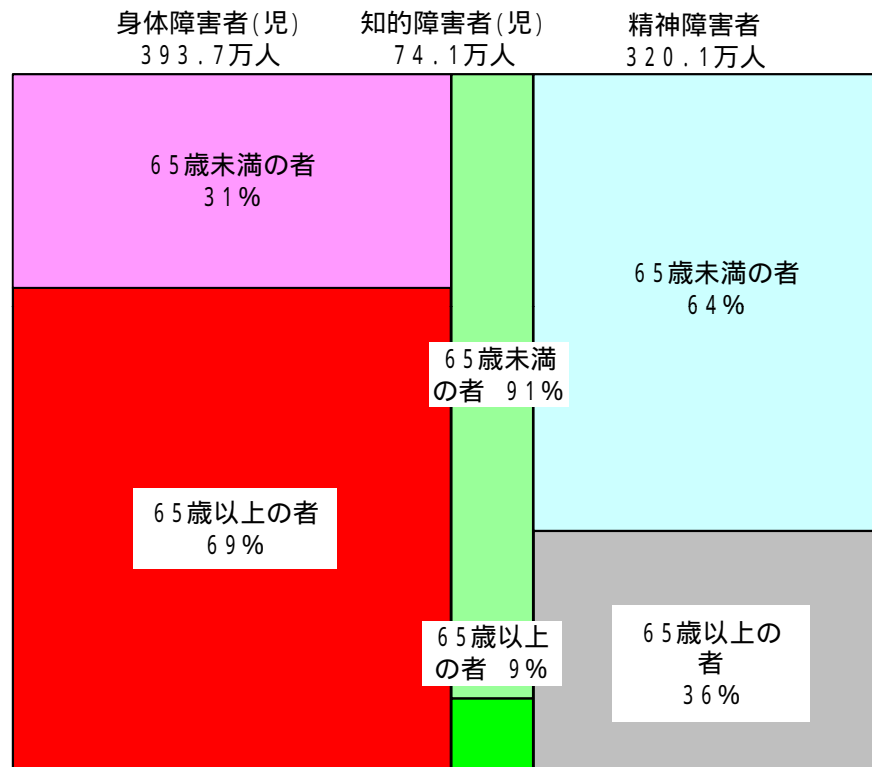 身体障害者(児)
393.7万人
知的障害者(児)
74.1万人
精神障害者
320.1万人
65歳未満の者
31%
65歳未満の者
64%
65歳未満
の者 91%
65歳以上の者
69%
65歳以上
の者 9%
65歳以上の
者
36%